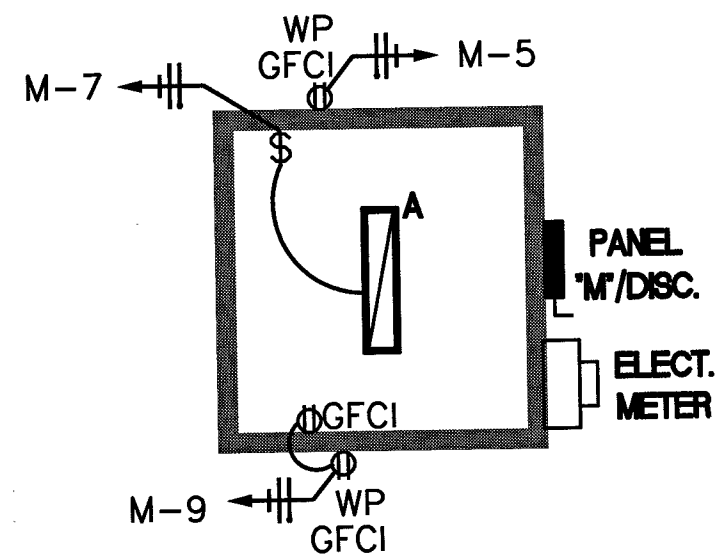 WP
GFCI
M-5
M-7
$
A
PANEL
"M"/DISC.
ELECT.
METER
GFCI
M-9
WP
GFCI